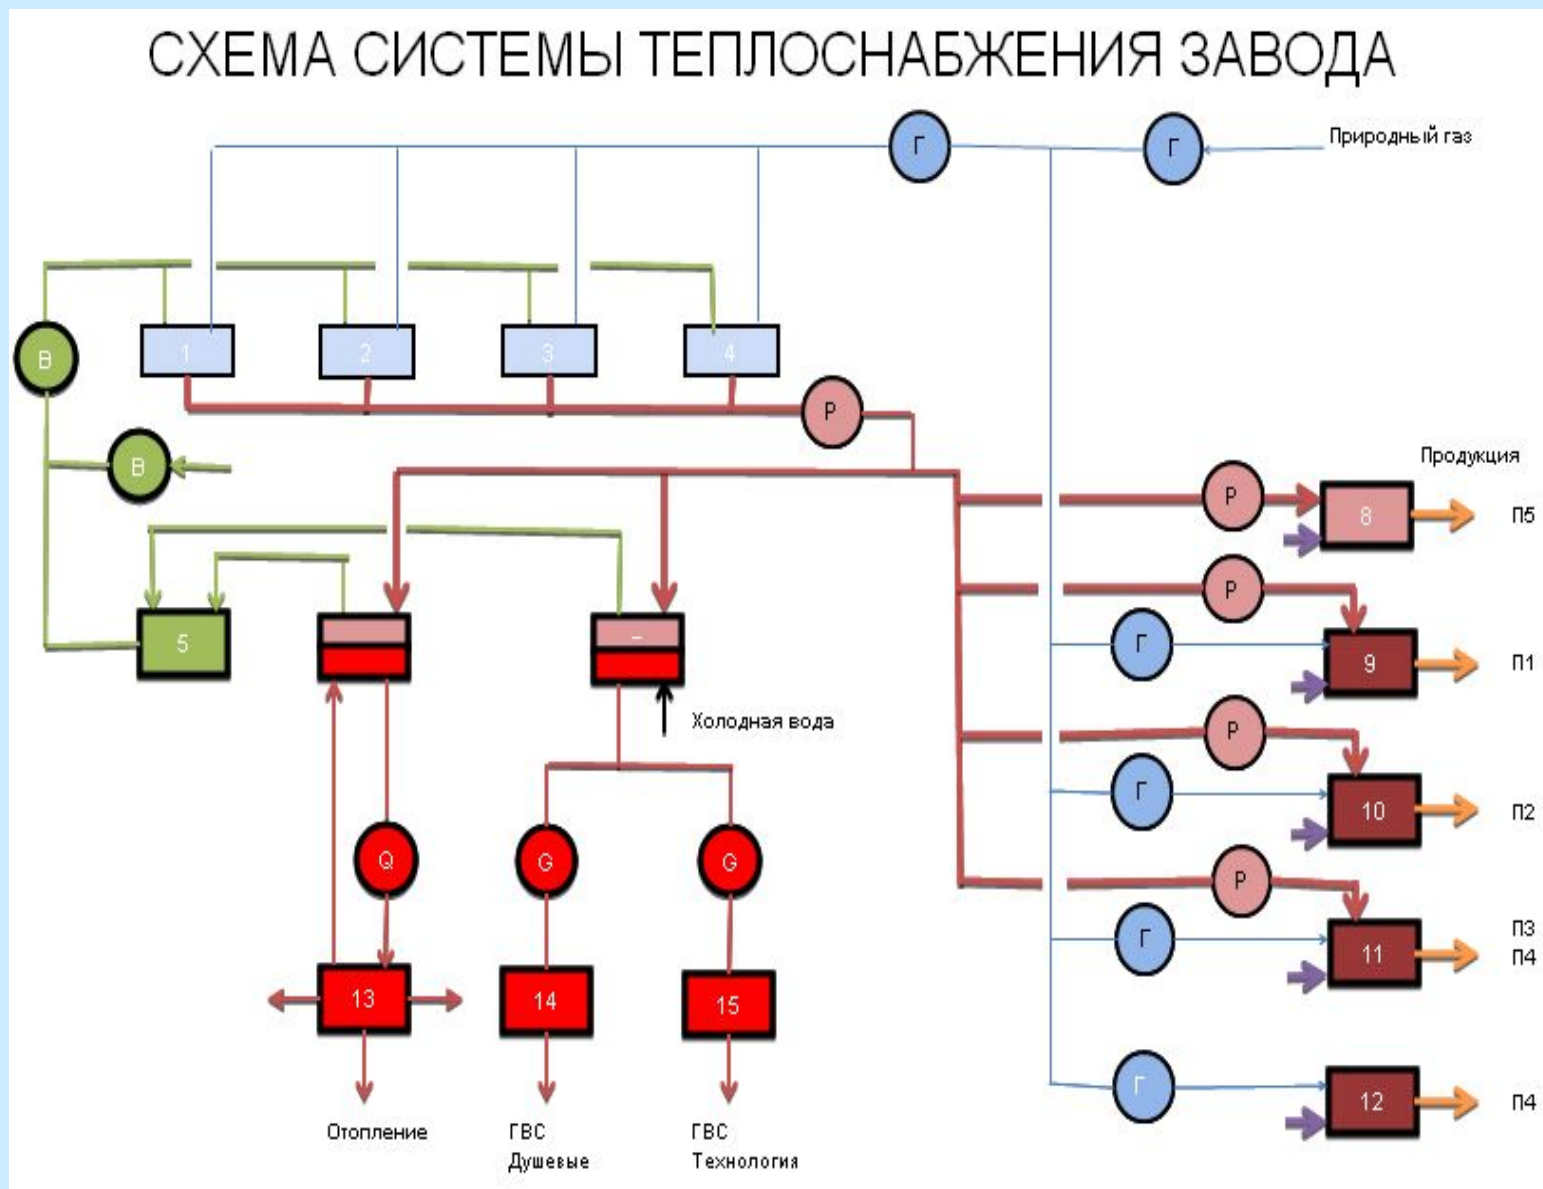 СХЕМА СИСТЕМЫ ТЕПЛОСНАБЖЕНИЯ ЗАВОДА
Г
Г
Природный газ
В
1
2
3
4
Р
В
Продукция
Р
8
П5
Р
5
–
Г
9
П1
Холодная вода
Р
Г
10
П2
Q
G
G
Р
Г
11
П3
П4
13
14
15
Г
12
П4
Отопление
ГВС
Душевые
ГВС
Технология